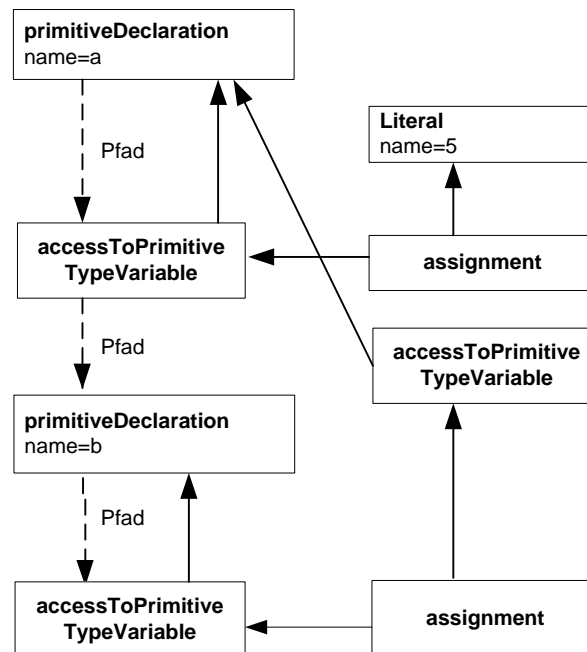 primitiveDeclaration
name=a
Pfad
Literal
name=5
accessToPrimitive
TypeVariable
assignment
Pfad
accessToPrimitive
TypeVariable
primitiveDeclaration
name=b
Pfad
accessToPrimitive
TypeVariable
assignment